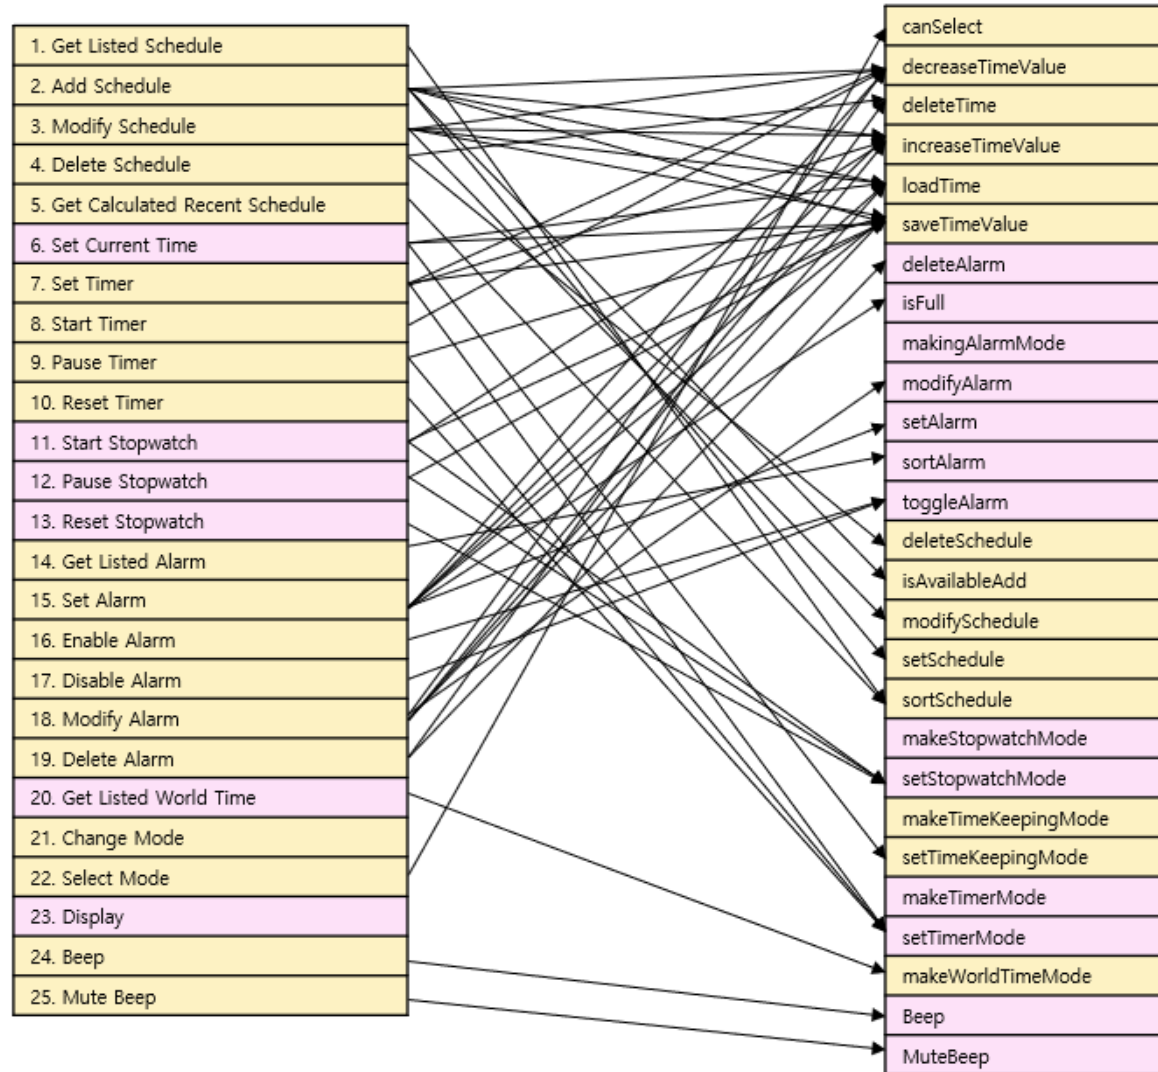 1. Get Listed Schedule
2. Add Schedule
3. Modify Schedule
4. Delete Schedule
5. Get Calculated Recent Schedule
6. Set Current Time
7. Set Timer
8. Start Timer
9. Pause Timer
10. Reset Timer
11. Start Stopwatch
12. Pause Stopwatch
13. Reset Stopwatch
14. Get Listed Alarm
15. Set Alarm
16. Enable Alarm
17. Disable Alarm
18. Modify Alarm
19. Delete Alarm
20. Get Listed World Time
21. Change Mode
22. Select Mode
23. Display
24. Beep
25. Mute Beep
canSelect
decreaseTimeValue
deleteTime
increaseTimeValue
loadTime
saveTimeValue
deleteAlarm
isFull
makingAlarmMode
modifyAlarm
setAlarm
sortAlarm
toggleAlarm
deleteSchedule
isAvailableAdd
modifySchedule
setSchedule
sortSchedule
makeStopwatchMode
setStopwatchMode
makeTimeKeepingMode
setTimeKeepingMode
makeTimerMode
setTimerMode
makeWorldTimeMode
Beep
MuteBeep